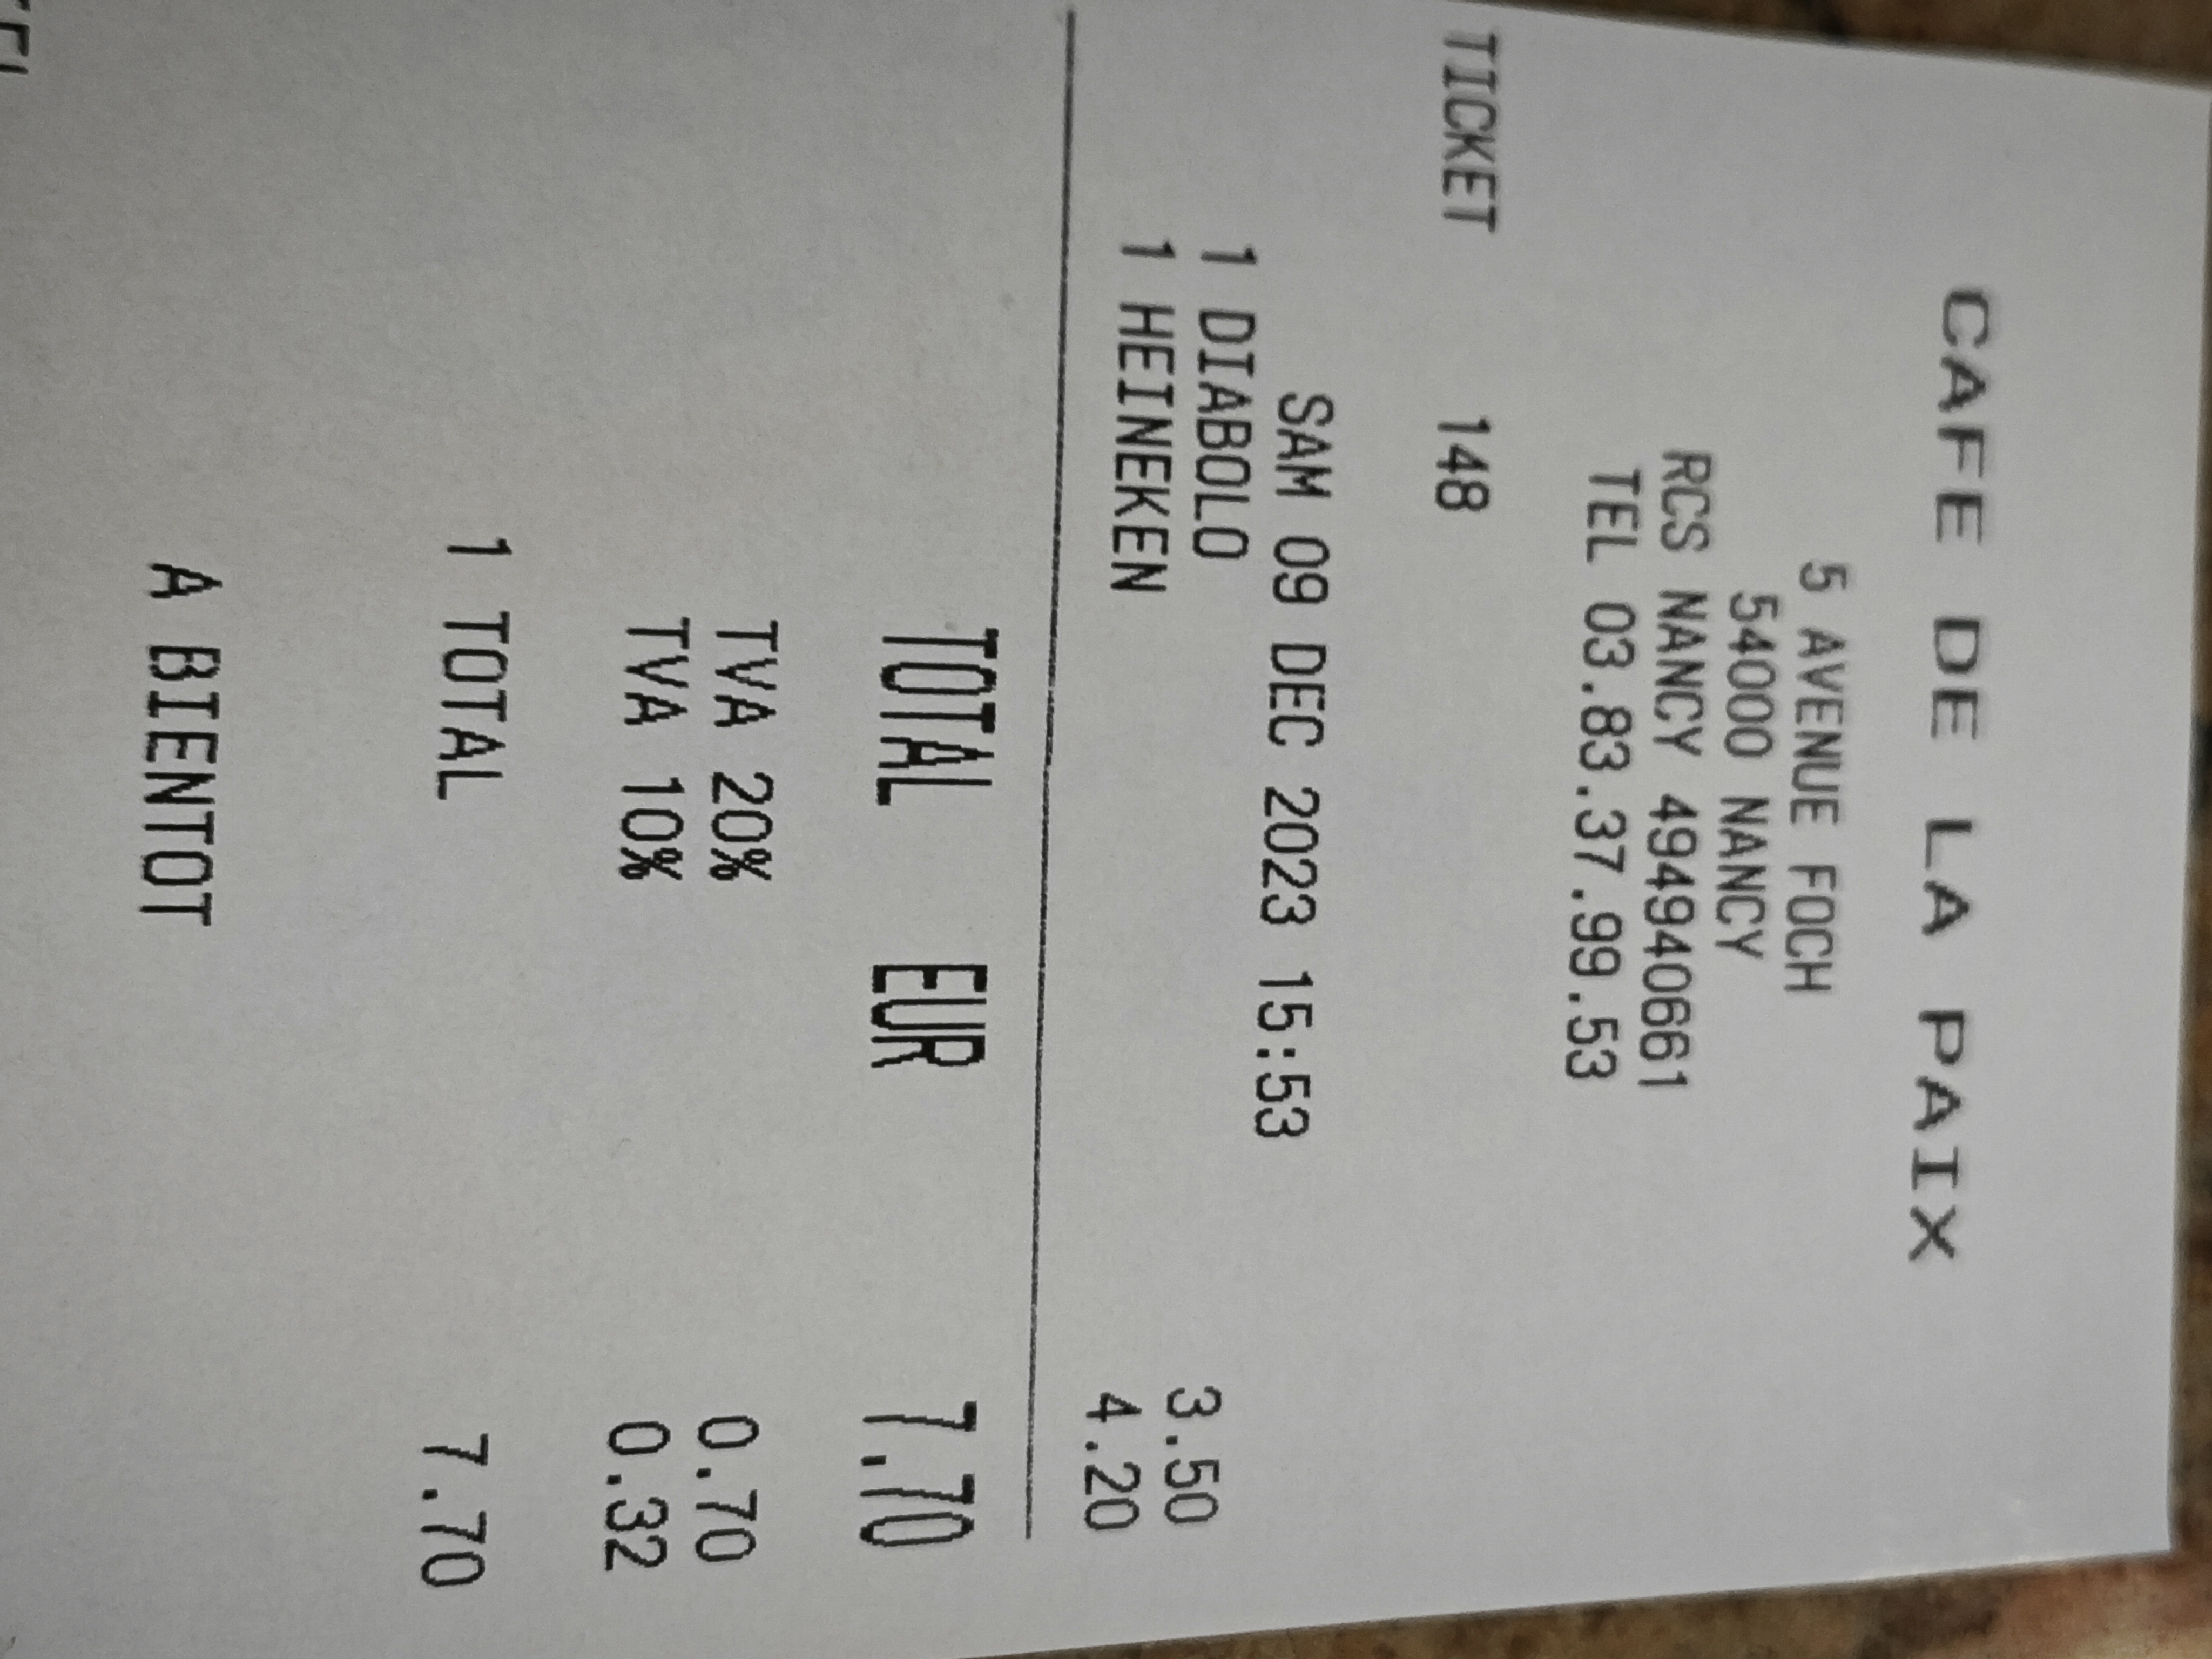 CAFE DE LA PAIX
5 AVENUE FOCH
54000 NANCY
RCS NANCY 494940661
TEL 03.83.37.99.53
TICKET 148
SAM 09 DEC 2023 15:53
1 DIABOLO 3.50
1 HEINEKEN 4.20
TOTAL EUR 7.70
TVA 20% 0.70
TVA 10% 0.32
1 TOTAL 7.70
A BIENTOT